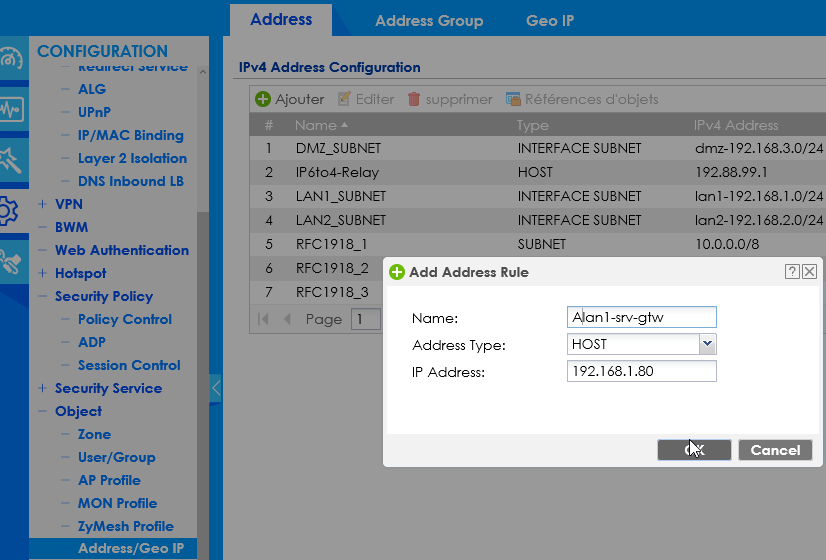 Address Address Group Geo IP
CONFIGURATION
Redirect Service
ALG
UPnP
IP/MAC Binding
Layer 2 Isolation
DNS Inbound LB
VPN
BWM
Web Authentication
Hotspot
Security Policy
Policy Control
ADP
Session Control
Security Service
Object
Zone
User/Group
AP Profile
MON Profile
ZyMesh Profile
Address/Geo IP
IPv4 Address Configuration
Ajouter Editer supprimer Références d'objets
# Name Type IPv4 Address
1 DMZ_SUBNET INTERFACE SUBNET dmz-192.168.3.0/24
2 IP6to4-Relay HOST 192.88.99.1
3 LAN1_SUBNET INTERFACE SUBNET lan1-192.168.1.0/24
4 LAN2_SUBNET INTERFACE SUBNET lan2-192.168.2.0/24
5 RFC1918_1 SUBNET 10.0.0.0/8
6 RFC1918_2
7 RFC1918_3
Page 1
Add Address Rule ?
Name: Alan1-srv-gtw
Address Type: HOST
IP Address: 192.168.1.80
Cancel